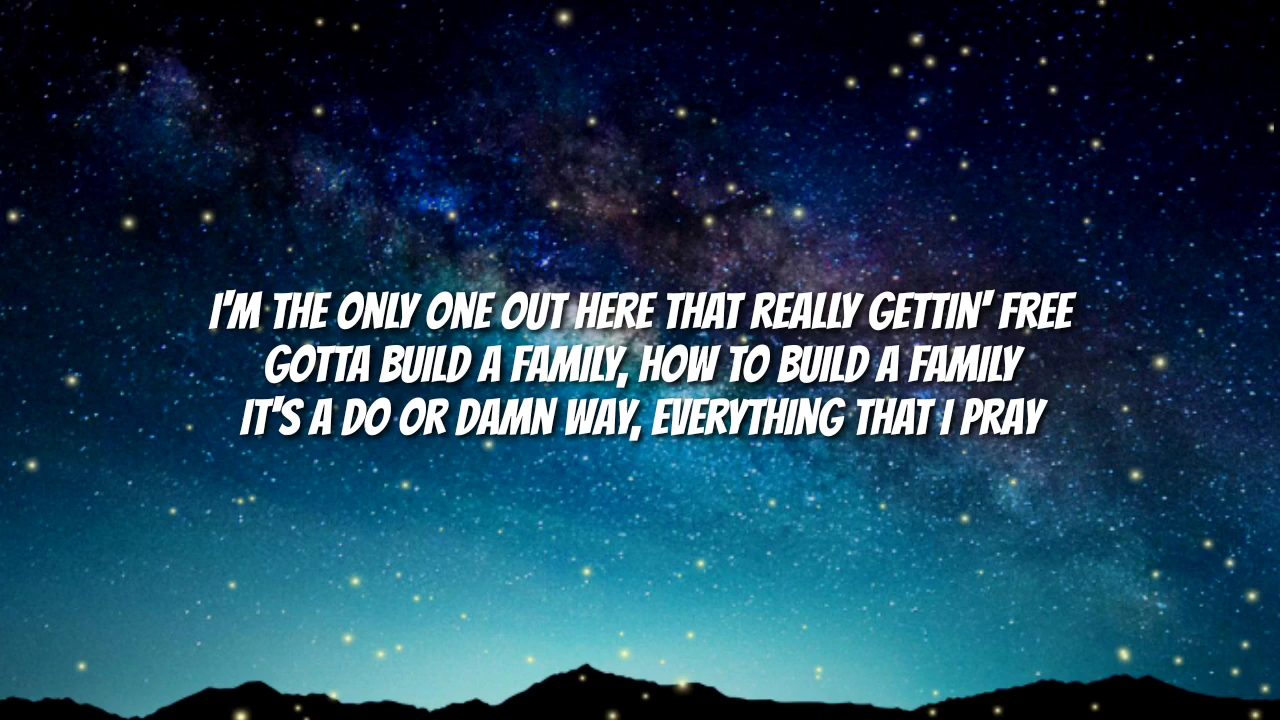 I'M THE ONLY ONE OUT HERE THAT REALLY GETTIN' FREE
GOTTA BUILD A FAMILY, HOW TO BUILD A FAMILY
IT'S A DO OR DAMN WAY, EVERYTHING THAT I PRAY